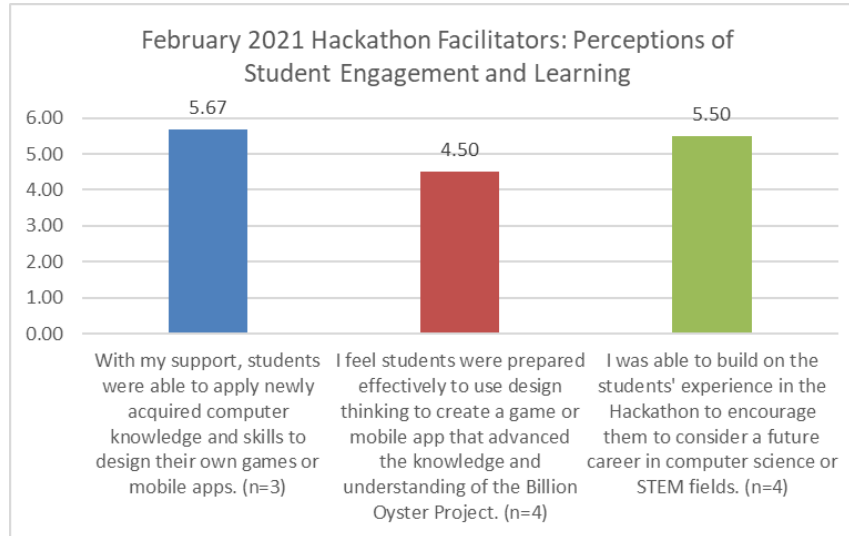 February 2021 Hackathon Facilitators: Perceptions of
Student Engagement and Learning
5.67
4.50
5.50
6.00
5.00
4.00
3.00
2.00
1.00
0.00
With my support, students
were able to apply newly
acquired computer
knowledge and skills to
design their own games or
mobile apps. (n=3)
I feel students were prepared
effectively to use design
thinking to create a game or
mobile app that advanced
the knowledge and
understanding of the Billion
Oyster Project. (n=4)
I was able to build on the
students' experience in the
Hackathon to encourage
them to consider a future
career in computer science or
STEM fields. (n=4)